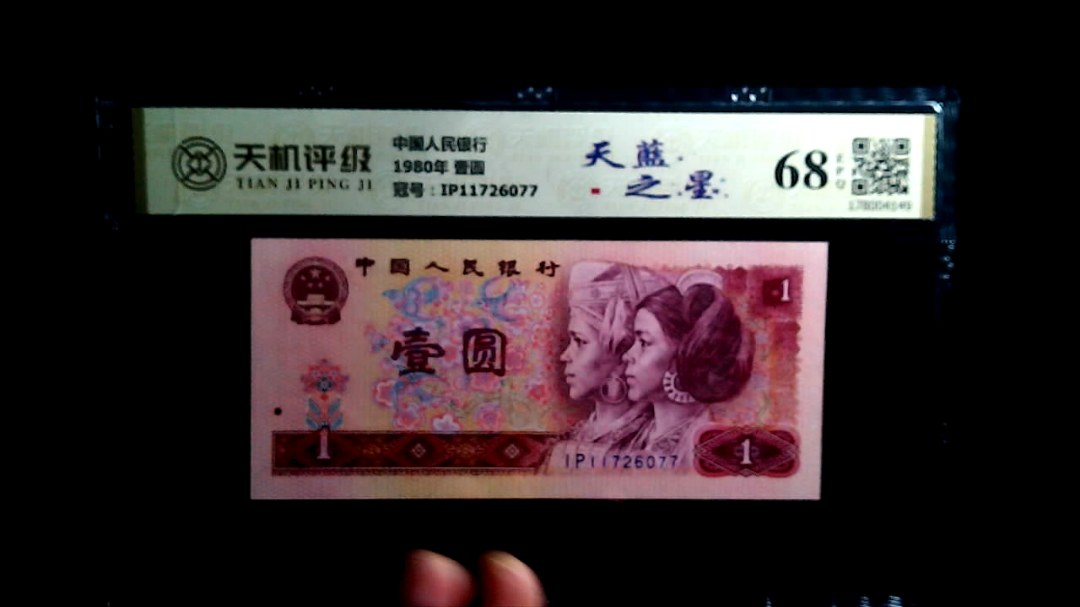 天机评级
TIAN JI PING JI
中国人民银行
1980年 壹圆
冠号：IP11726077
天蓝
之墨
68
EPQ
中国人民银行
1
壹圆
1
IP11726077
1